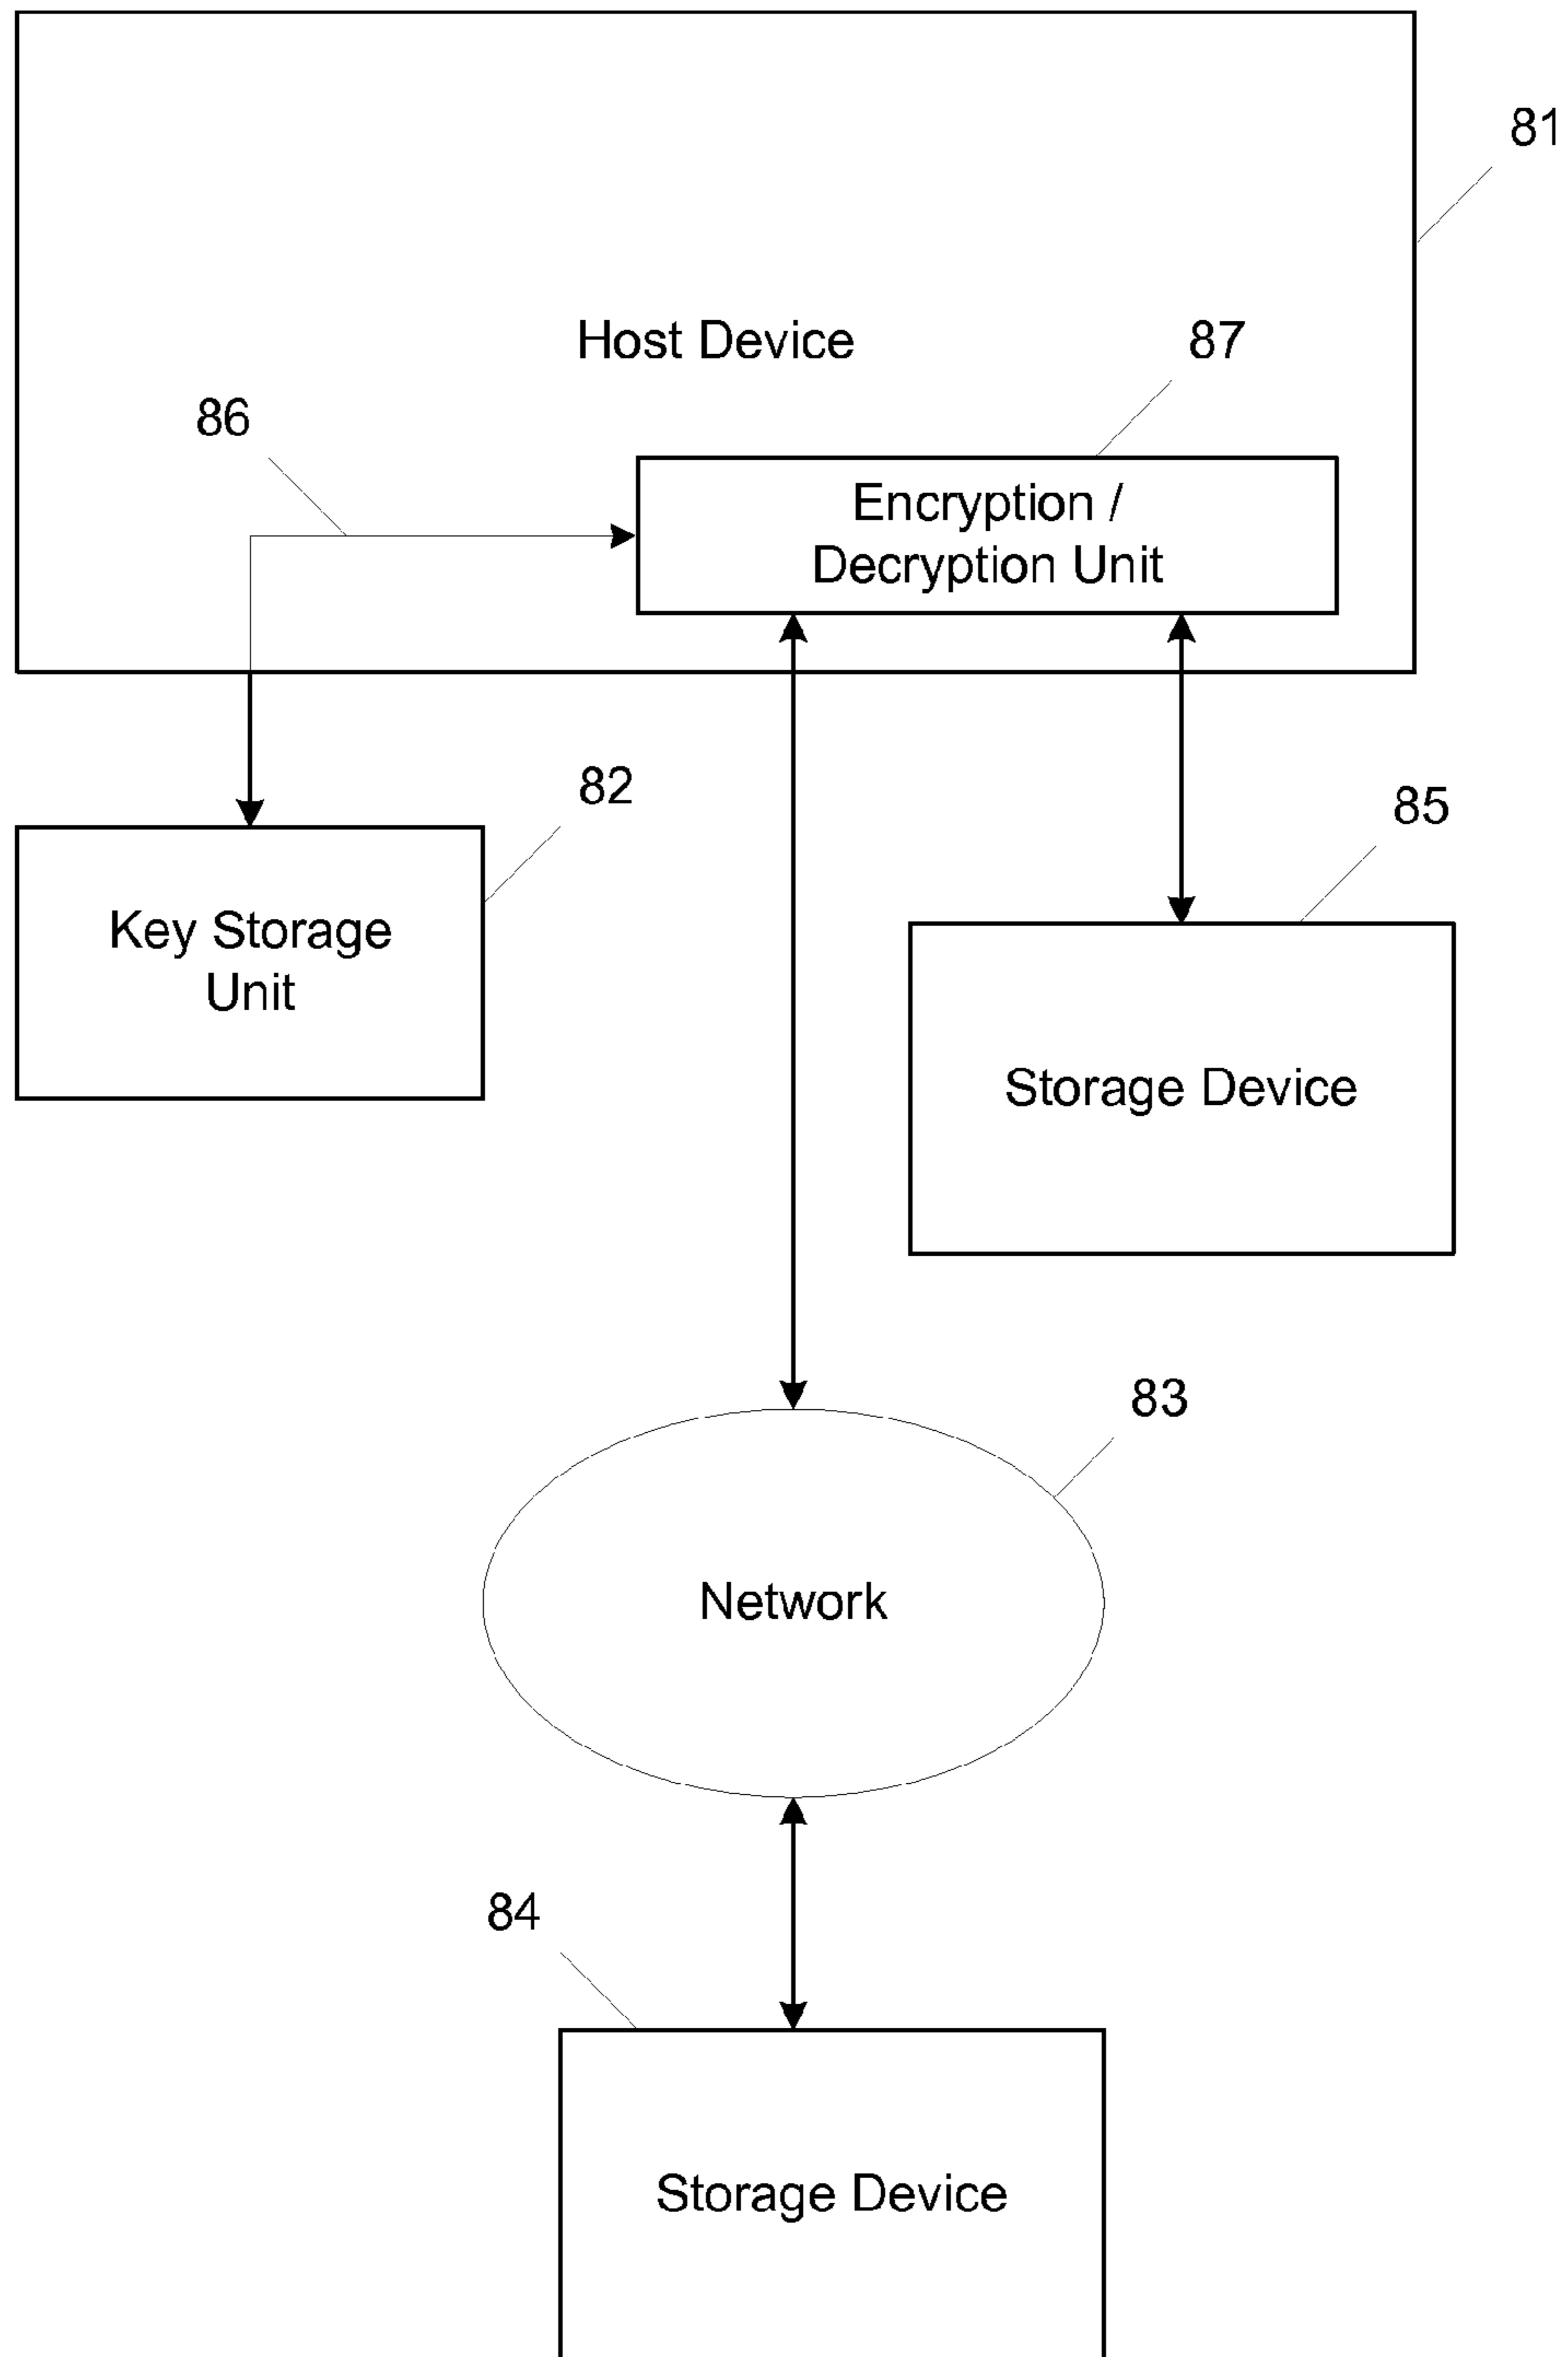 81
Host Device
87
86
Encryption /
Decryption Unit
82
85
Key Storage
Unit
Storage Device
83
Network
84
Storage Device